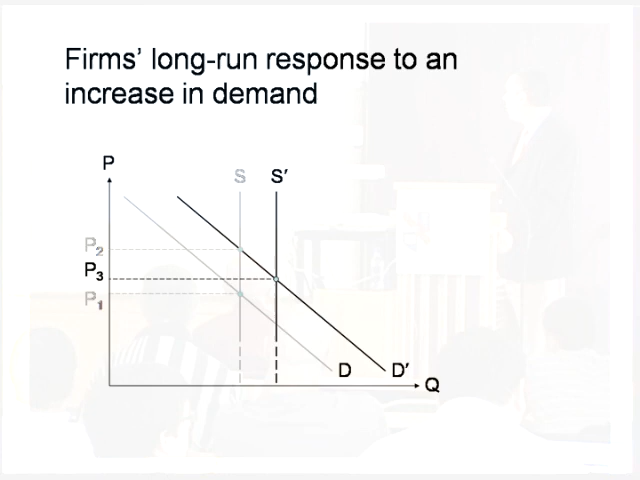 Firms' long-run response to an
increase in demand
P
S S′
P₂
P₃
P₁
D D′
Q